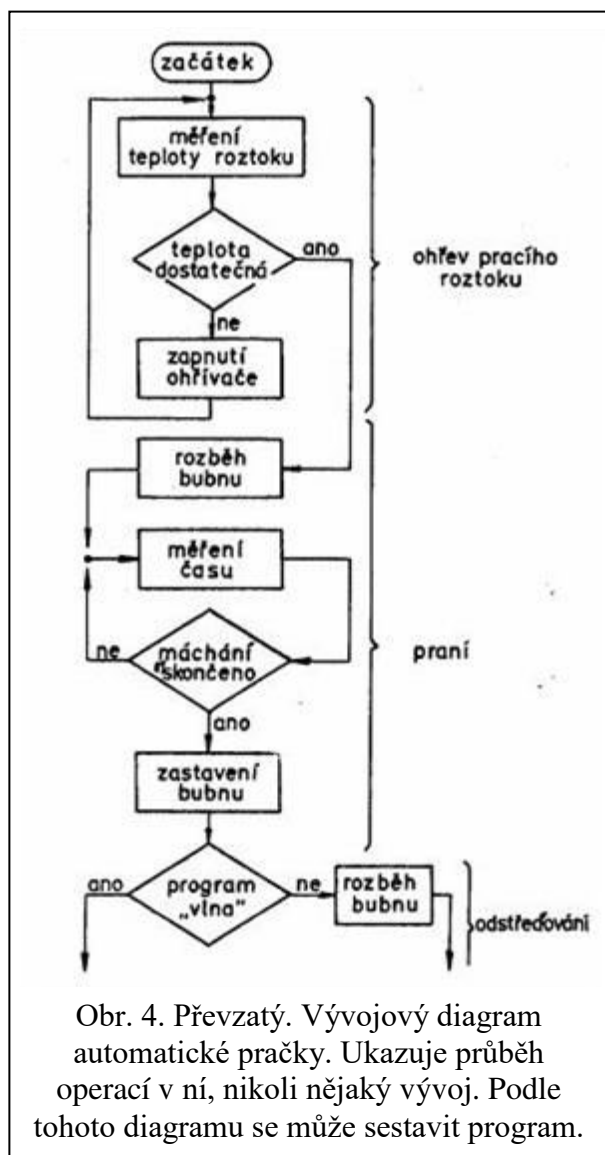 začátek
měření
teploty roztoku
teplota
dostatečná
ano
ne
zapnutí
ohřívače
ohřev pracího
roztoku
rozběh
bubnu
měření
času
ne
máchání
skončeno
ano
praní
zastavení
bubnu
ano
program
„vlna"
ne
rozběh
bubnu
odstřeďování
Obr. 4. Převzatý. Vývojový diagram
automatické pračky. Ukazuje průběh
operací v ní, nikoli nějaký vývoj. Podle
tohoto diagramu se může sestavit program.